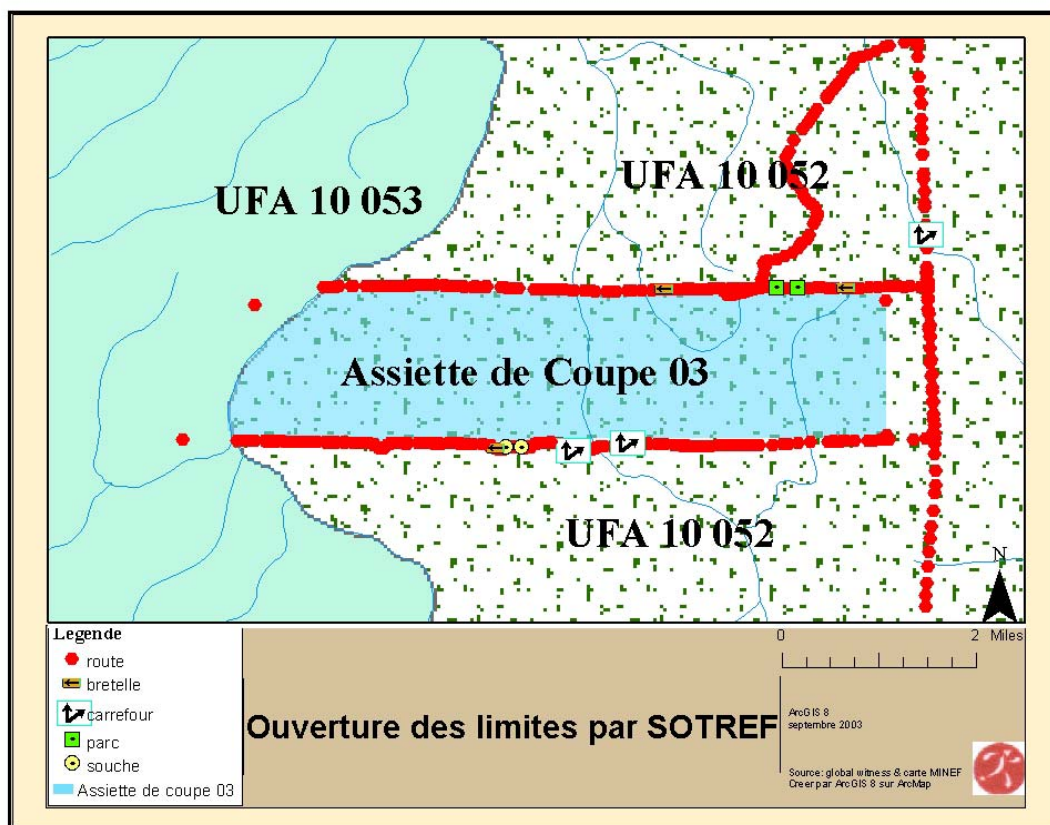 UFA 10 053
UFA 10 052
Assiette de Coupe 03
UFA 10 052
N
Legende
route
bretelle
carrefour
parc
souche
Assiette de coupe 03
Ouverture des limites par SOTREF
0 2 Miles
ArcGIS 8
septembre 2003
Source: global witness & carte MINEF
Creer par ArcGIS 8 sur ArcMap